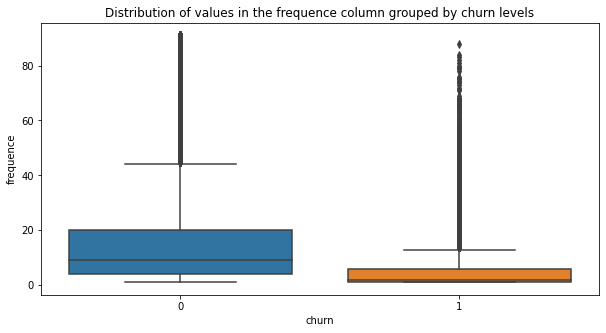 Distribution of values in the frequence column grouped by churn levels
frequence
80
60
40
20
0
0
1
churn